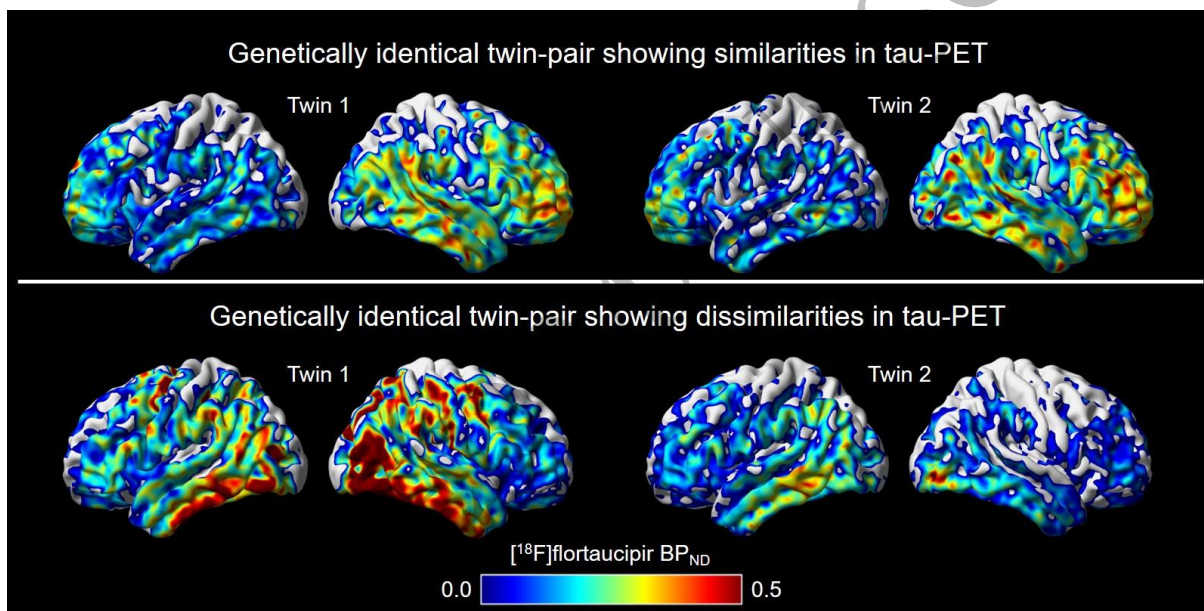 Genetically identical twin-pair showing similarities in tau-PET
Twin 1
Twin 2
Genetically identical twin-pair showing dissimilarities in tau-PET
Twin 1
Twin 2
[¹⁸F]flortaucipir BP_ND
0.0
0.5